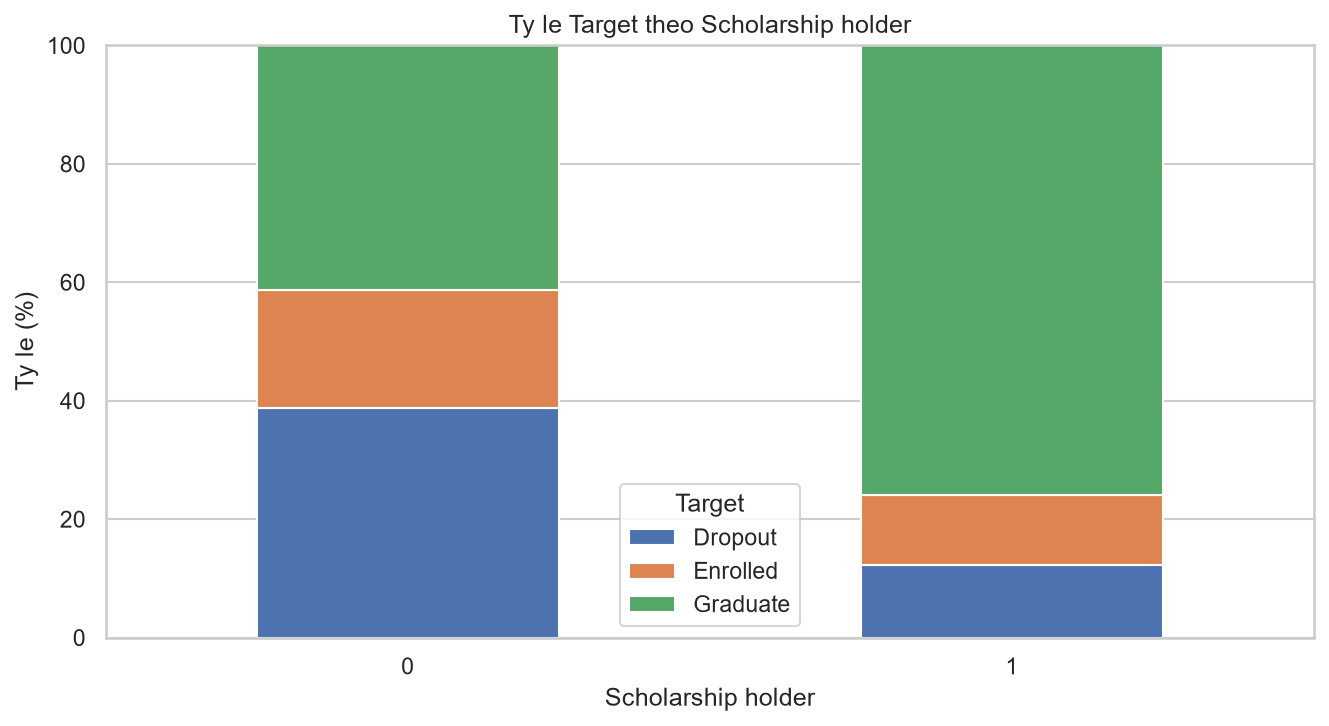 Ty le Target theo Scholarship holder
Ty le (%)
100
80
60
40
20
0
Target
Dropout
Enrolled
Graduate
0
1
Scholarship holder